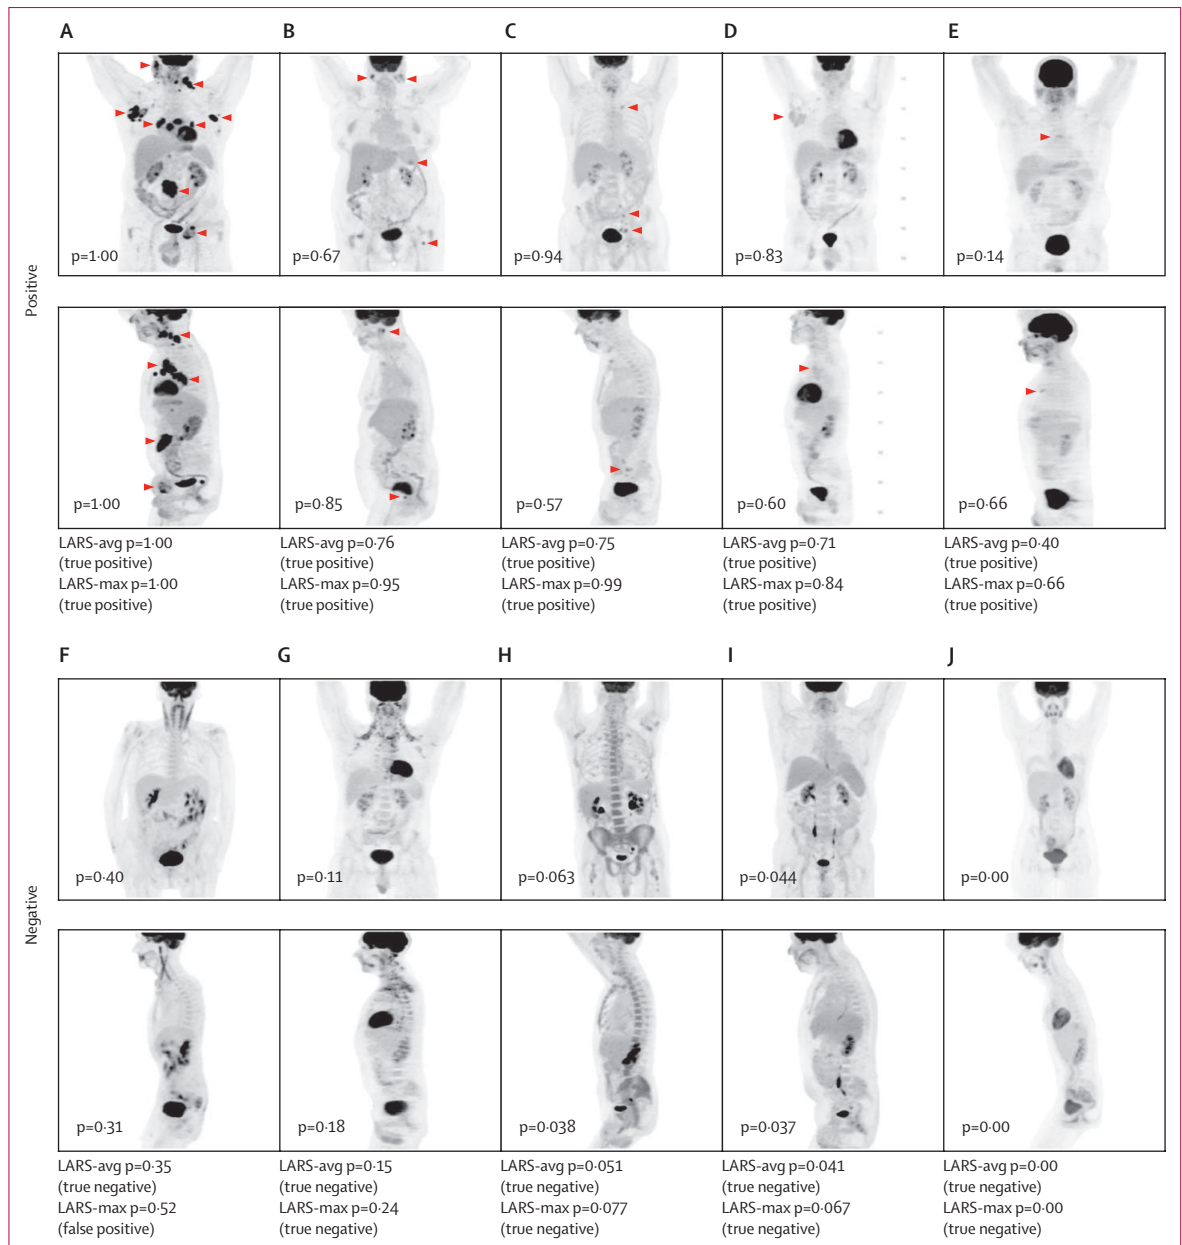 A B C D E
Positive
p=1·00 p=0·67 p=0·94 p=0·83 p=0·14
p=1·00 p=0·85 p=0·57 p=0·60 p=0·66
LARS-avg p=1·00 LARS-avg p=0·76 LARS-avg p=0·75 LARS-avg p=0·71 LARS-avg p=0·40
(true positive) (true positive) (true positive) (true positive) (true positive)
LARS-max p=1·00 LARS-max p=0·95 LARS-max p=0·99 LARS-max p=0·84 LARS-max p=0·66
(true positive) (true positive) (true positive) (true positive) (true positive)
F G H I J
Negative
p=0·40 p=0·11 p=0·063 p=0·044 p=0·00
p=0·31 p=0·18 p=0·038 p=0·037 p=0·00
LARS-avg p=0·35 LARS-avg p=0·15 LARS-avg p=0·051 LARS-avg p=0·041 LARS-avg p=0·00
(true negative) (true negative) (true negative) (true negative) (true negative)
LARS-max p=0·52 LARS-max p=0·24 LARS-max p=0·077 LARS-max p=0·067 LARS-max p=0·00
(false positive) (true negative) (true negative) (true negative) (true negative)